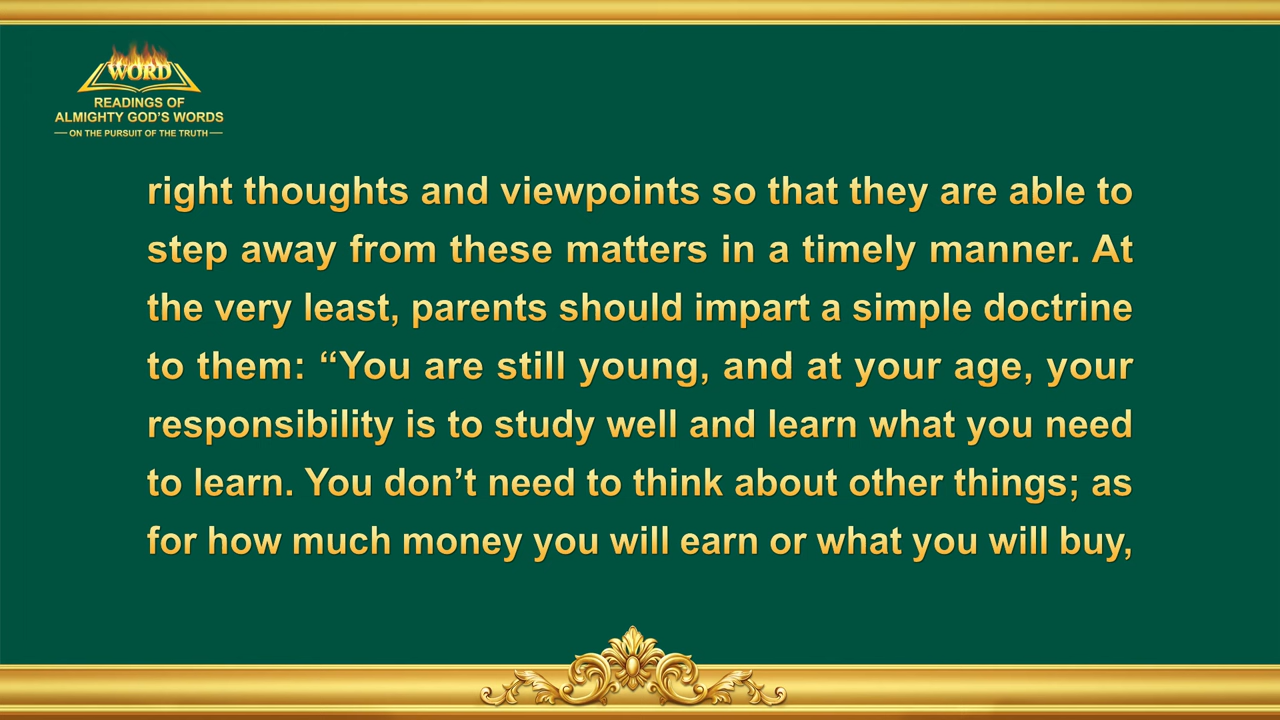 WORD
READINGS OF
ALMIGHTY GOD'S WORDS
— ON THE PURSUIT OF THE TRUTH —
right thoughts and viewpoints so that they are able to
step away from these matters in a timely manner. At
the very least, parents should impart a simple doctrine
to them: “You are still young, and at your age, your
responsibility is to study well and learn what you need
to learn. You don’t need to think about other things; as
for how much money you will earn or what you will buy,